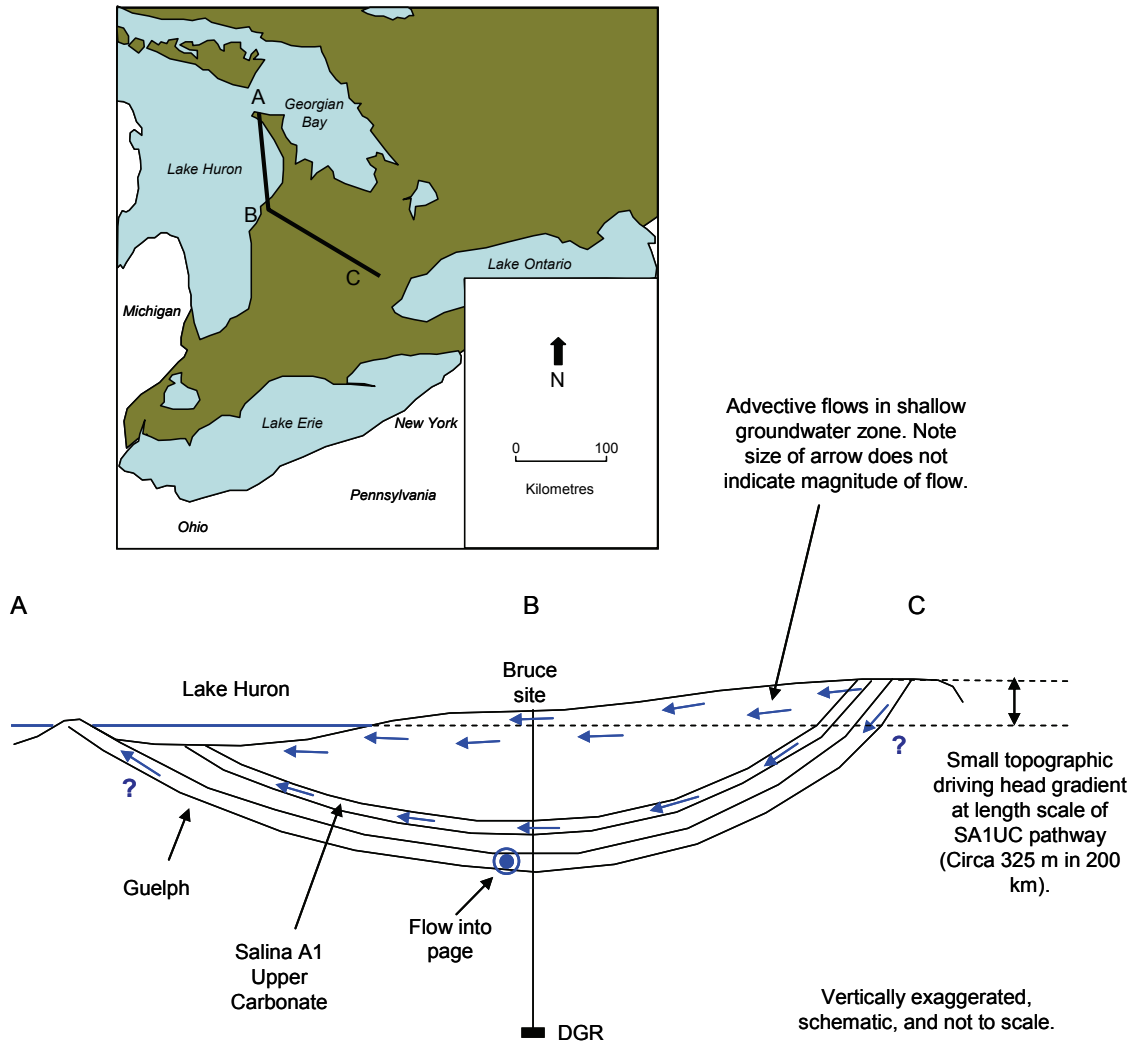 A
Georgian
Bay
Lake Huron
B
C
Lake Ontario
Michigan
N
0 100
Kilometres
Lake Erie
New York
Pennsylvania
Ohio
Advective flows in shallow
groundwater zone. Note
size of arrow does not
indicate magnitude of flow.
A
B
C
Bruce
site
Lake Huron
?
?
Small topographic
driving head gradient
at length scale of
SA1UC pathway
(Circa 325 m in 200
km).
Guelph
Salina A1
Upper
Carbonate
Flow into
page
DGR
Vertically exaggerated,
schematic, and not to scale.